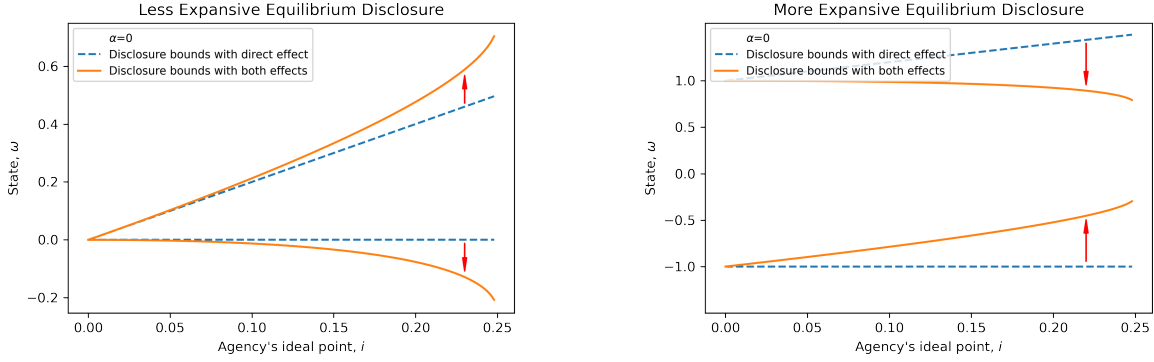 Less Expansive Equilibrium Disclosure
α=0
Disclosure bounds with direct effect
Disclosure bounds with both effects
0.6
0.4
0.2
0.0
−0.2
State, ω
0.00
0.05
0.10
0.15
0.20
0.25
Agency's ideal point, i
More Expansive Equilibrium Disclosure
α=0
Disclosure bounds with direct effect
Disclosure bounds with both effects
1.0
0.5
0.0
−0.5
−1.0
State, ω
0.00
0.05
0.10
0.15
0.20
0.25
Agency's ideal point, i